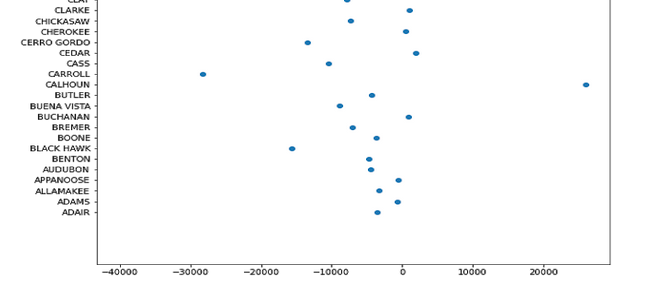 CLAY
CLARKE
CHICKASAW
CHEROKEE
CERRO GORDO
CEDAR
CASS
CARROLL
CALHOUN
BUTLER
BUENA VISTA
BUCHANAN
BREMER
BOONE
BLACK HAWK
BENTON
AUDUBON
APPANOOSE
ALLAMAKEE
ADAMS
ADAIR
−40000 −30000 −20000 −10000 0 10000 20000